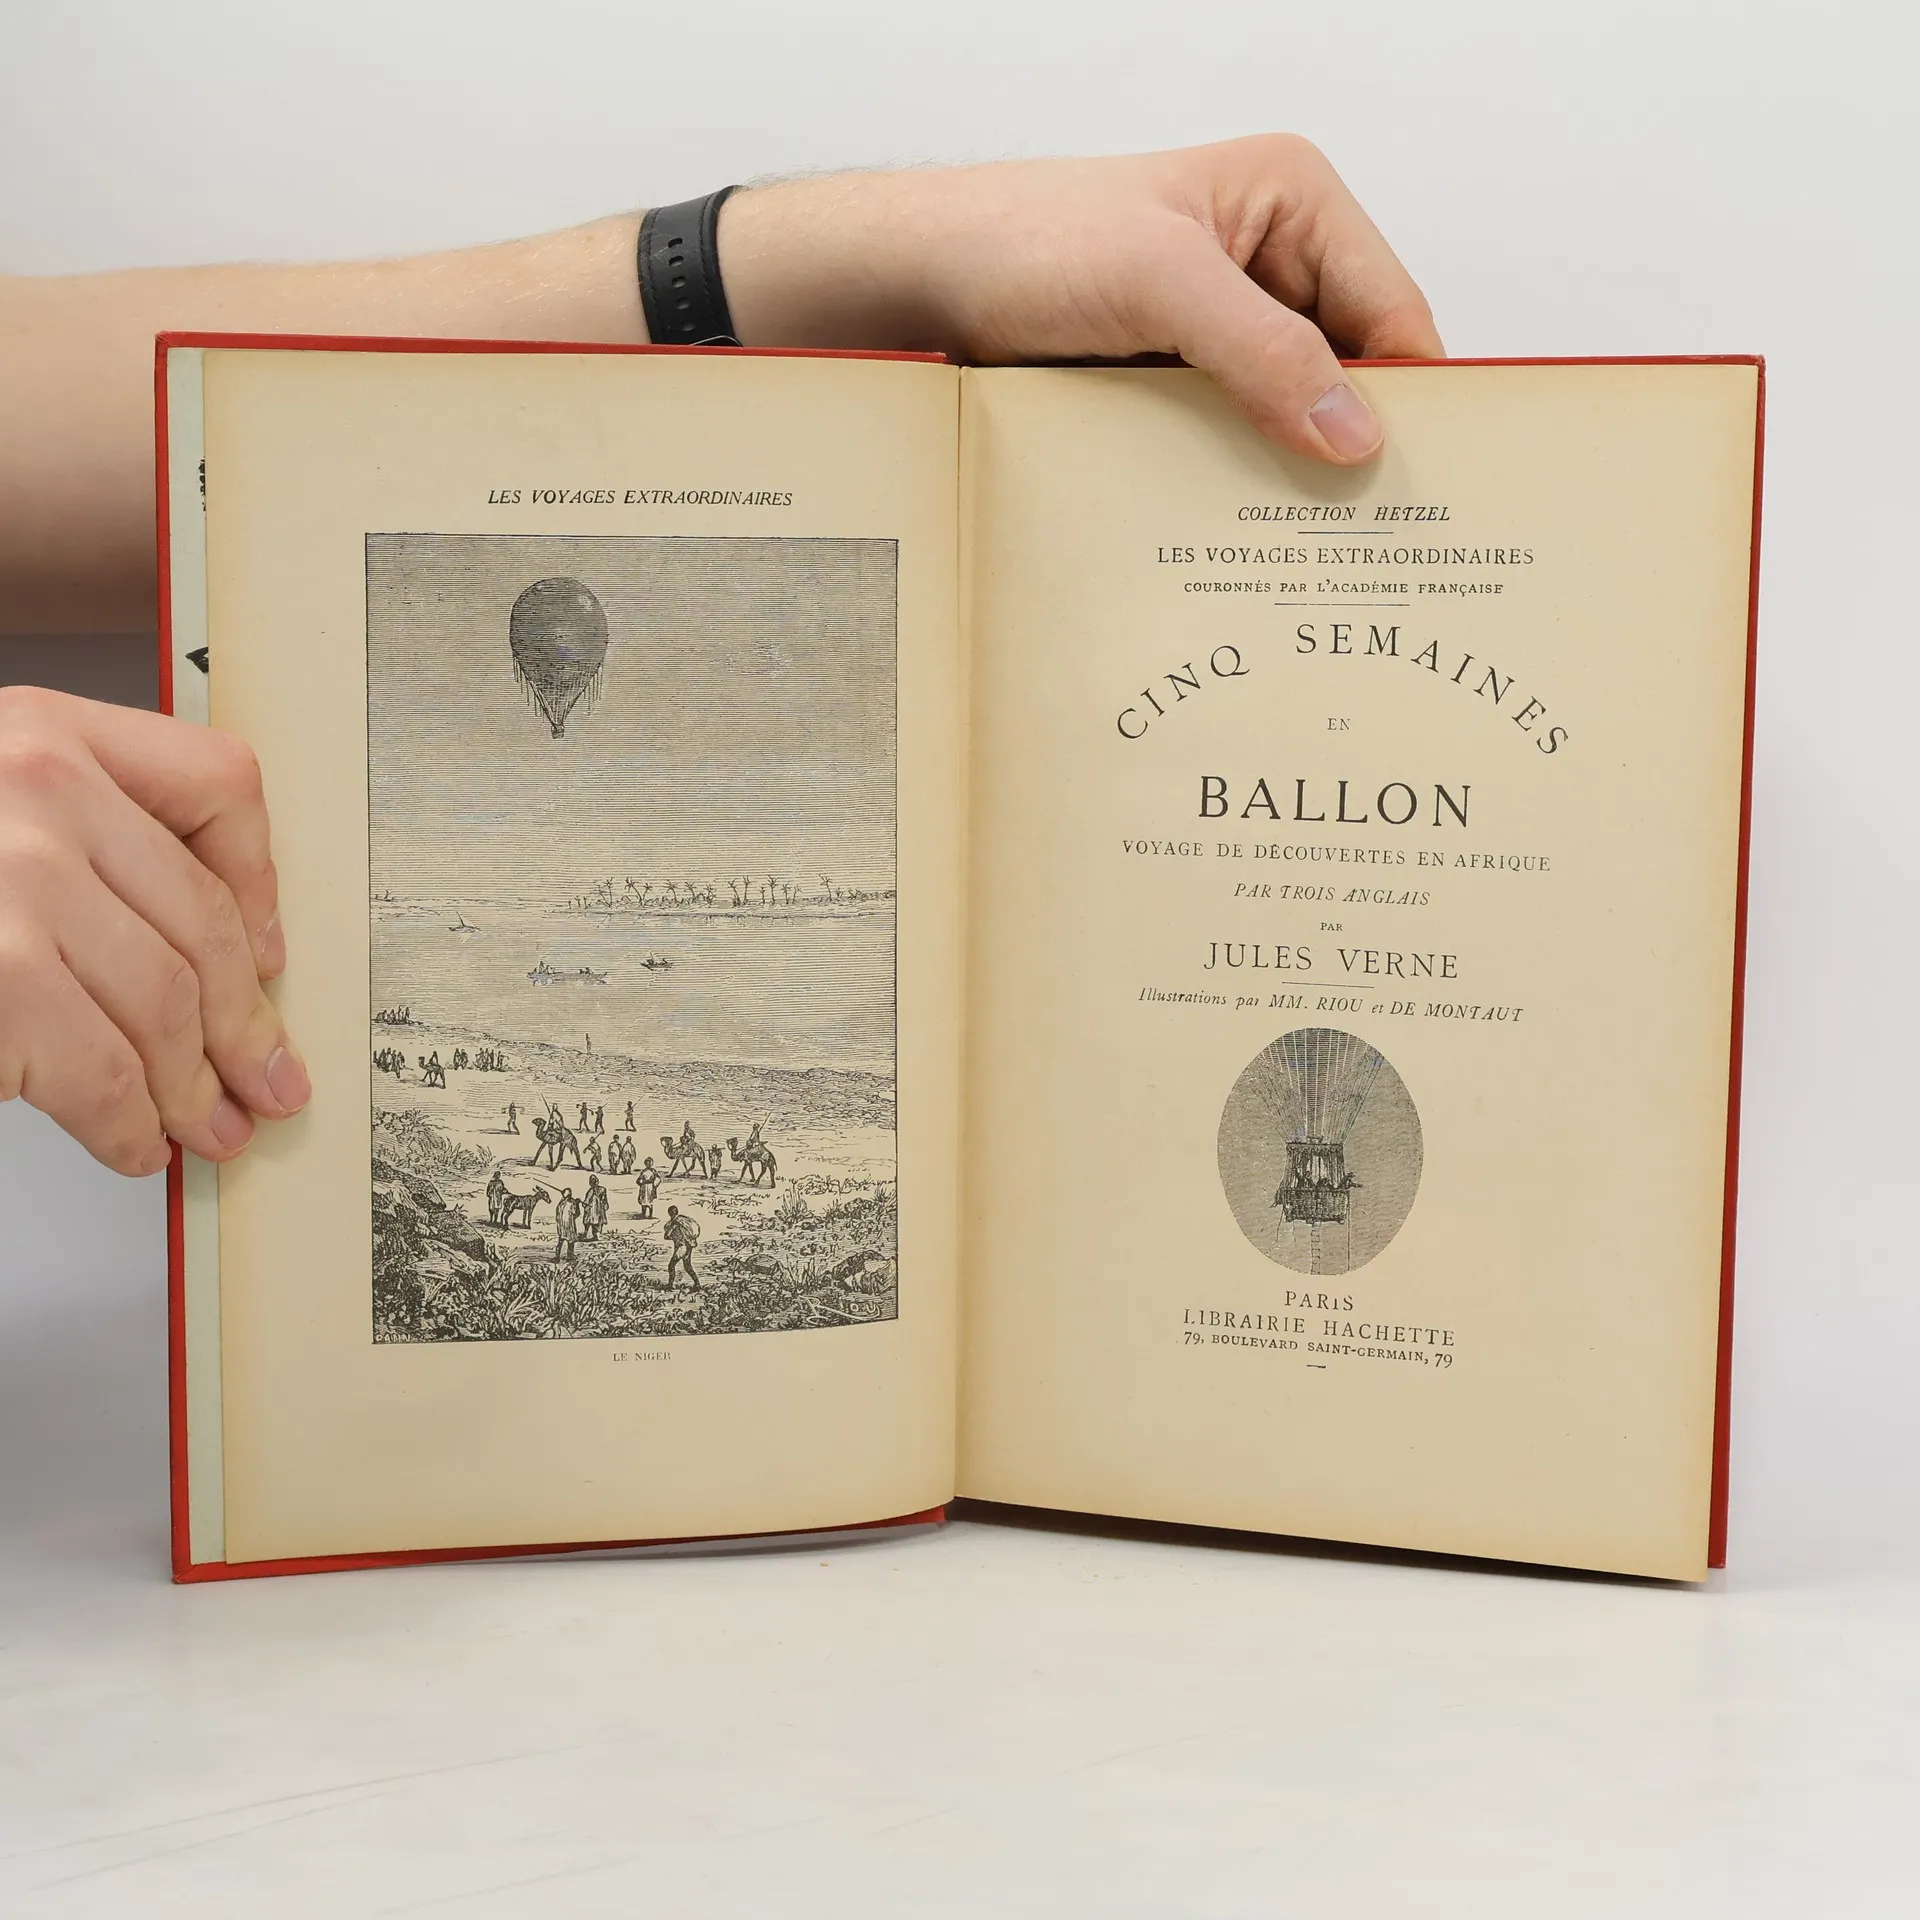 LES VOYAGES EXTRAORDINAIRES
RIOU
PANN
LE NIGER
COLLECTION HETZEL
LES VOYAGES EXTRAORDINAIRES
COURONNÉS PAR L'ACADÉMIE FRANÇAISE
CINQ SEMAINES
EN
BALLON
VOYAGE DE DÉCOUVERTES EN AFRIQUE
PAR TROIS ANGLAIS
PAR
JULES VERNE
Illustrations par MM. RIOU et DE MONTAUT
PARIS
LIBRAIRIE HACHETTE
79, BOULEVARD SAINT-GERMAIN, 79